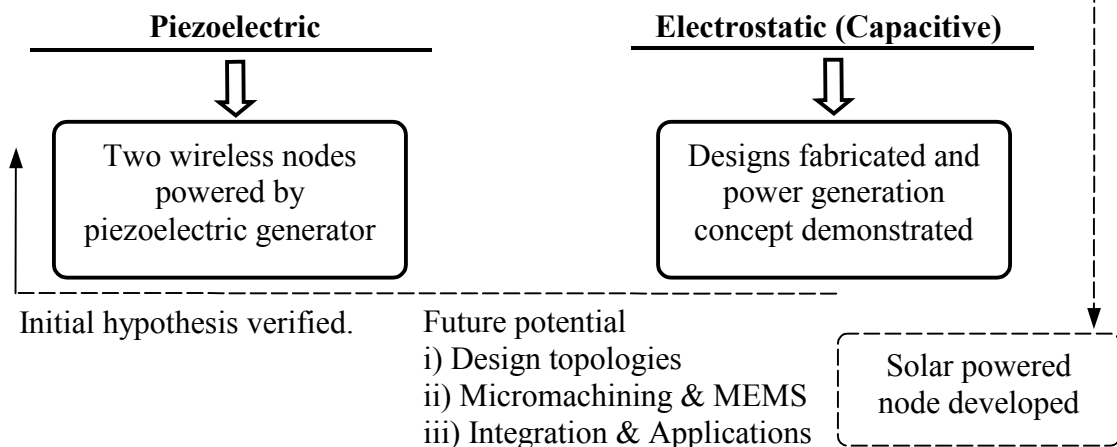 Piezoelectric
Electrostatic (Capacitive)
Two wireless nodes
powered by
piezoelectric generator
Designs fabricated and
power generation
concept demonstrated
Initial hypothesis verified.
Future potential
i) Design topologies
ii) Micromachining & MEMS
iii) Integration & Applications
Solar powered
node developed